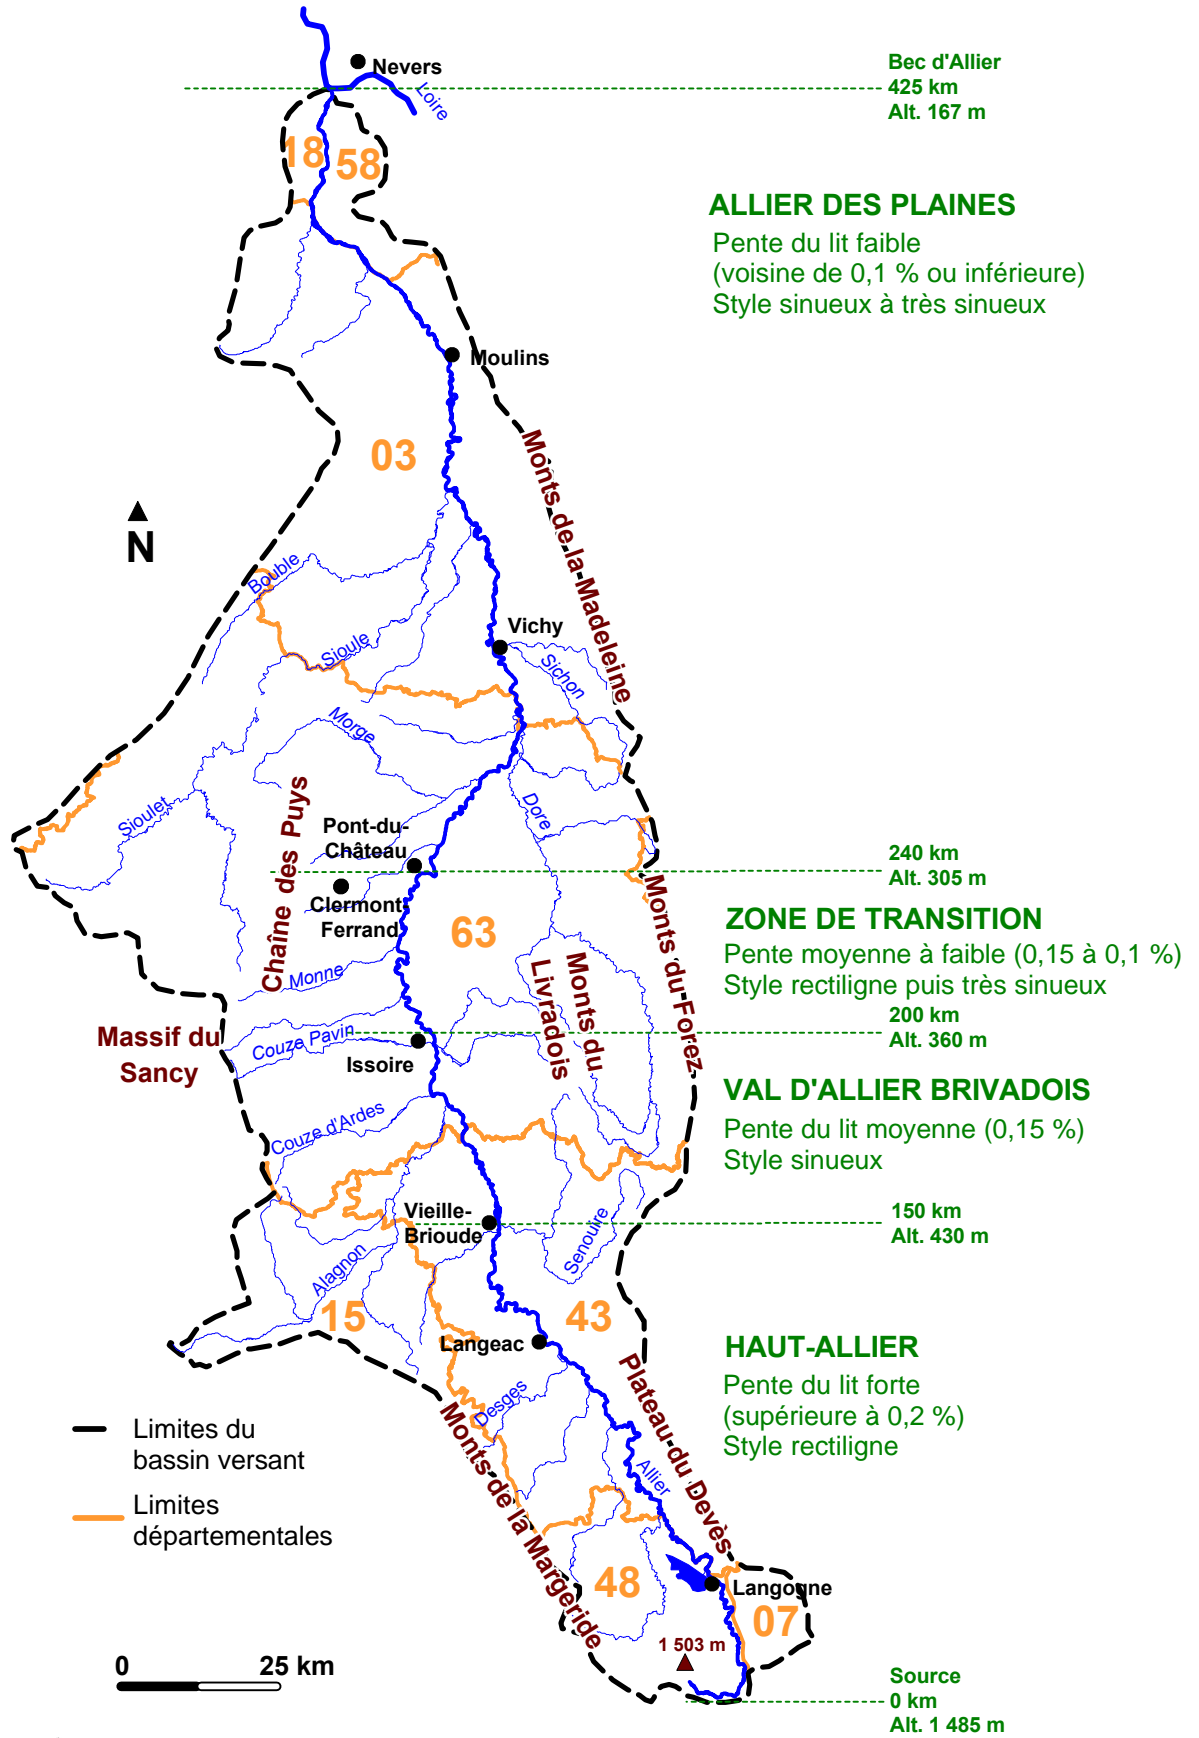 Nevers
Loire
Bec d'Allier
425 km
Alt. 167 m
18
58
ALLIER DES PLAINES
Pente du lit faible
(voisine de 0,1 % ou inférieure)
Style sinueux à très sinueux
Moulins
03
Monts de la Madeleine
N
Bouble
Sioule
Vichy
Sichon
Morge
Sioulet
Chaîne des Puys
Dore
Pont-du-
Château
Clermont-
Ferrand
240 km
Alt. 305 m
63
Monts du Forez
ZONE DE TRANSITION
Pente moyenne à faible (0,15 à 0,1 %)
Style rectiligne puis très sinueux
Monne
Monts du
Livradois
200 km
Alt. 360 m
Massif du
Sancy
Couze Pavin
Issoire
VAL D'ALLIER BRIVADOIS
Pente du lit moyenne (0,15 %)
Style sinueux
Couze d'Ardes
Vieille-
Brioude
Senouire
150 km
Alt. 430 m
Alagnon
15
43
Langeac
HAUT-ALLIER
Pente du lit forte
(supérieure à 0,2 %)
Style rectiligne
Plateau du Devès
Desges
Monts de la Margeride
Allier
Limites du
bassin versant
Limites
départementales
48
Langogne
07
1 503 m
0
25 km
Source
0 km
Alt. 1 485 m